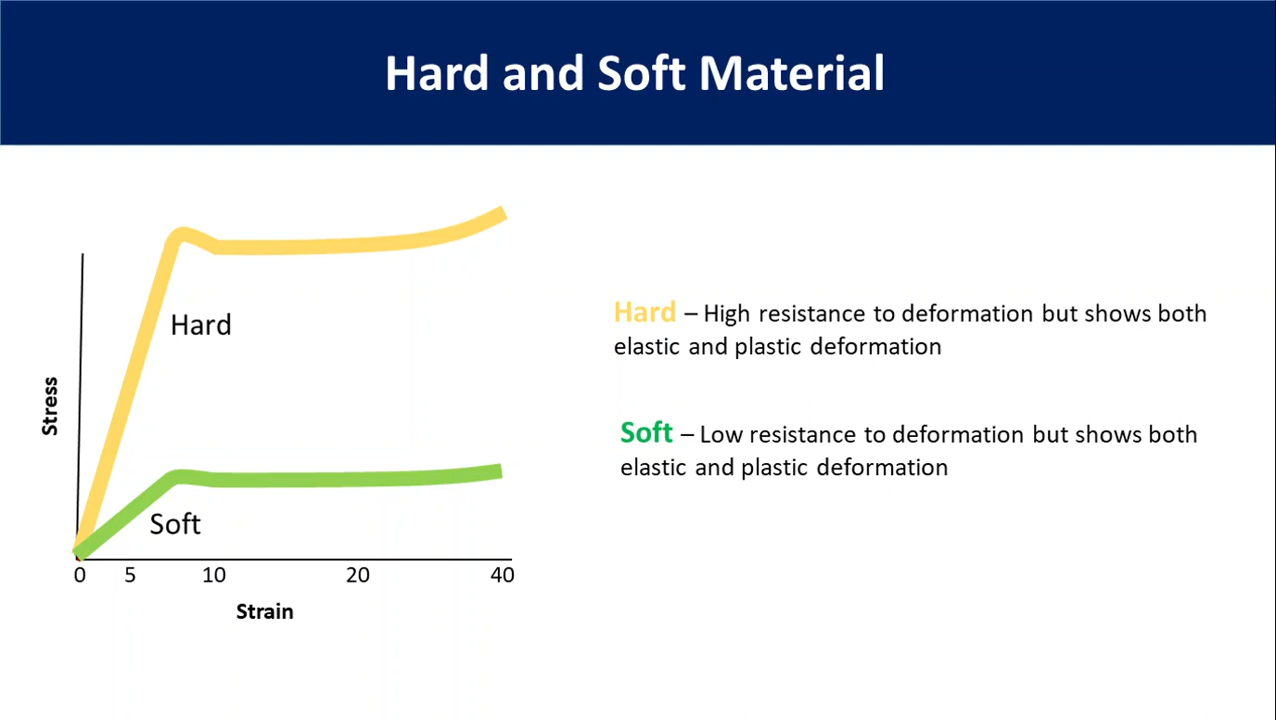 Hard and Soft Material
Stress
Hard
Soft
0 5 10 20 40
Strain
Hard – High resistance to deformation but shows both
elastic and plastic deformation
Soft – Low resistance to deformation but shows both
elastic and plastic deformation